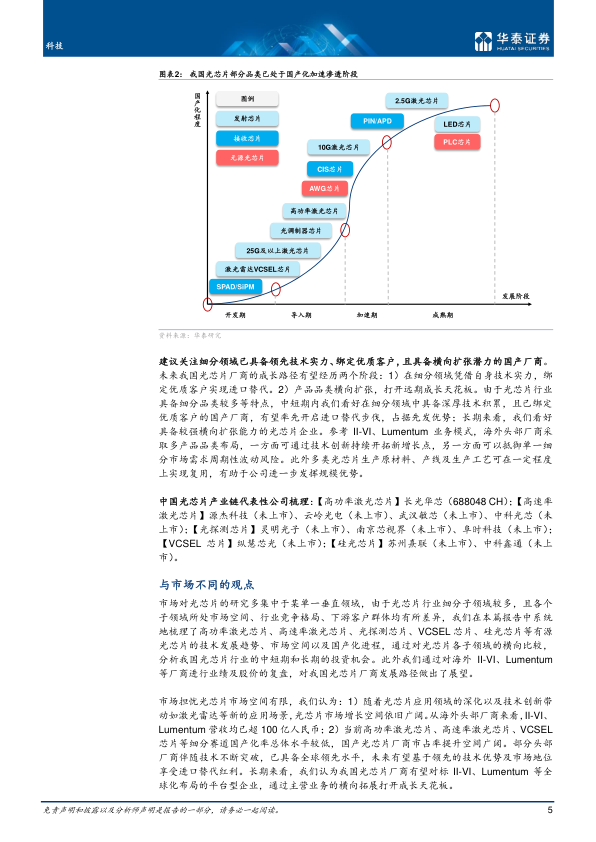 科技
华泰证券
HUATAI SECURITIES
图表2： 我国光芯片部分品类已处于国产化加速渗透阶段
国产化程度
图例
发射芯片
接收芯片
无源光芯片
2.5G激光芯片
PIN/APD
LED芯片
PLC芯片
10G激光芯片
CIS芯片
AWG芯片
高功率激光芯片
光调制器芯片
25G及以上激光芯片
激光雷达VCSEL芯片
SPAD/SiPM
发展阶段
开发期
导入期
加速期
成熟期
资料来源：华泰研究
建议关注细分领域已具备领先技术实力、绑定优质客户，且具备横向扩张潜力的国产厂商。
未来我国光芯片厂商的成长路径有望经历两个阶段：1）在细分领域凭借自身技术实力，绑
定优质客户实现进口替代。2）产品品类横向扩张，打开远期成长天花板。由于光芯片行业
具备细分品类较多等特点，中短期内我们看好在细分领域中具备深厚技术积累，且已绑定
优质客户的国产厂商，有望率先开启进口替代步伐，占据先发优势；长期来看，我们看好
具备较强横向扩张能力的光芯片企业。参考 II-VI、Lumentum 业务模式，海外头部厂商采
取多产品品类布局，一方面可通过技术创新持续开拓新增长点，另一方面可以抵御单一细
分市场需求周期性波动风险。此外多类光芯片生产原材料、产线及生产工艺可在一定程度
上实现复用，有助于公司进一步发挥规模优势。
中国光芯片产业链代表性公司梳理：【高功率激光芯片】长光华芯（688048 CH）；【高速率
激光芯片】源杰科技（未上市）、云岭光电（未上市）、武汉敏芯（未上市）、中科光芯（未
上市）；【光探测芯片】灵明光子（未上市）、南京芯视界（未上市）、阜时科技（未上市）；
【VCSEL 芯片】纵慧芯光（未上市）；【硅光芯片】苏州熹联（未上市）、中科鑫通（未上
市）。
与市场不同的观点
市场对光芯片的研究多集中于某单一垂直领域，由于光芯片行业细分子领域较多，且各个
子领域所处市场空间、行业竞争格局、下游客户群体均有所差异，我们在本篇报告中系统
地梳理了高功率激光芯片、高速率激光芯片、光探测芯片、VCSEL 芯片、硅光芯片等有源
光芯片的技术发展趋势、市场空间以及国产化进程，通过对光芯片各子领域的横向比较，
分析我国光芯片行业的中短期和长期的投资机会。此外我们通过对海外 II-VI、Lumentum
等厂商进行业绩及股价的复盘，对我国光芯片厂商发展路径做出了展望。
市场担忧光芯片市场空间有限，我们认为：1）随着光芯片应用领域的深化以及技术创新带
动如激光雷达等新的应用场景，光芯片市场增长空间依旧广阔。从海外头部厂商来看，II-VI、
Lumentum 营收均已超 100 亿人民币；2）当前高功率激光芯片、高速率激光芯片、VCSEL
芯片等细分赛道国产化率总体水平较低，国产光芯片厂商市占率提升空间广阔。部分头部
厂商伴随技术不断突破，已具备全球领先水平，未来有望基于领先的技术优势及市场地位
享受进口替代红利。长期来看，我们认为我国光芯片厂商有望对标 II-VI、Lumentum 等全
球化布局的平台型企业，通过主营业务的横向拓展打开成长天花板。
免责声明和披露以及分析师声明是报告的一部分，请务必一起阅读。
5